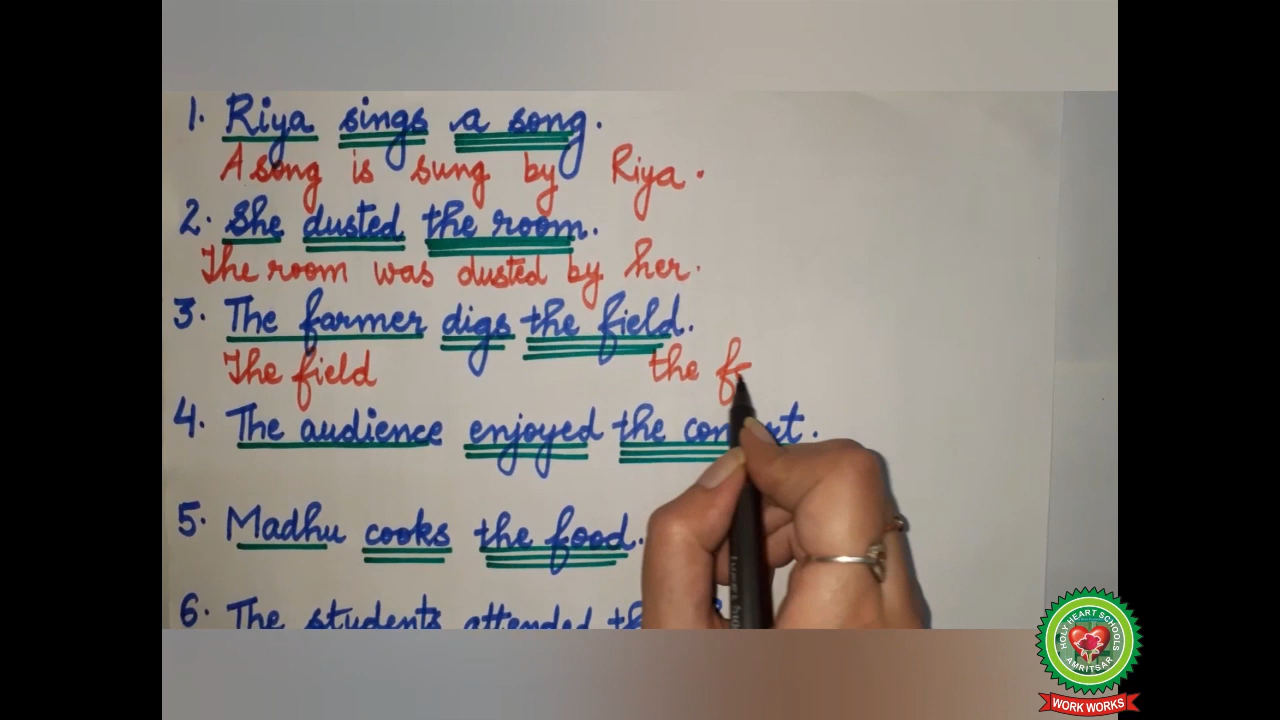 1. Riya sings a song.
A song is sung by Riya.
2. She dusted the room.
The room was dusted by her.
3. The farmer digs the field.
The field the f
4. The audience enjoyed the
5. Madhu cooks the food.
6. The students attended
HOLY HEART SCHOOLS
AMRITSAR
WORK WORKS